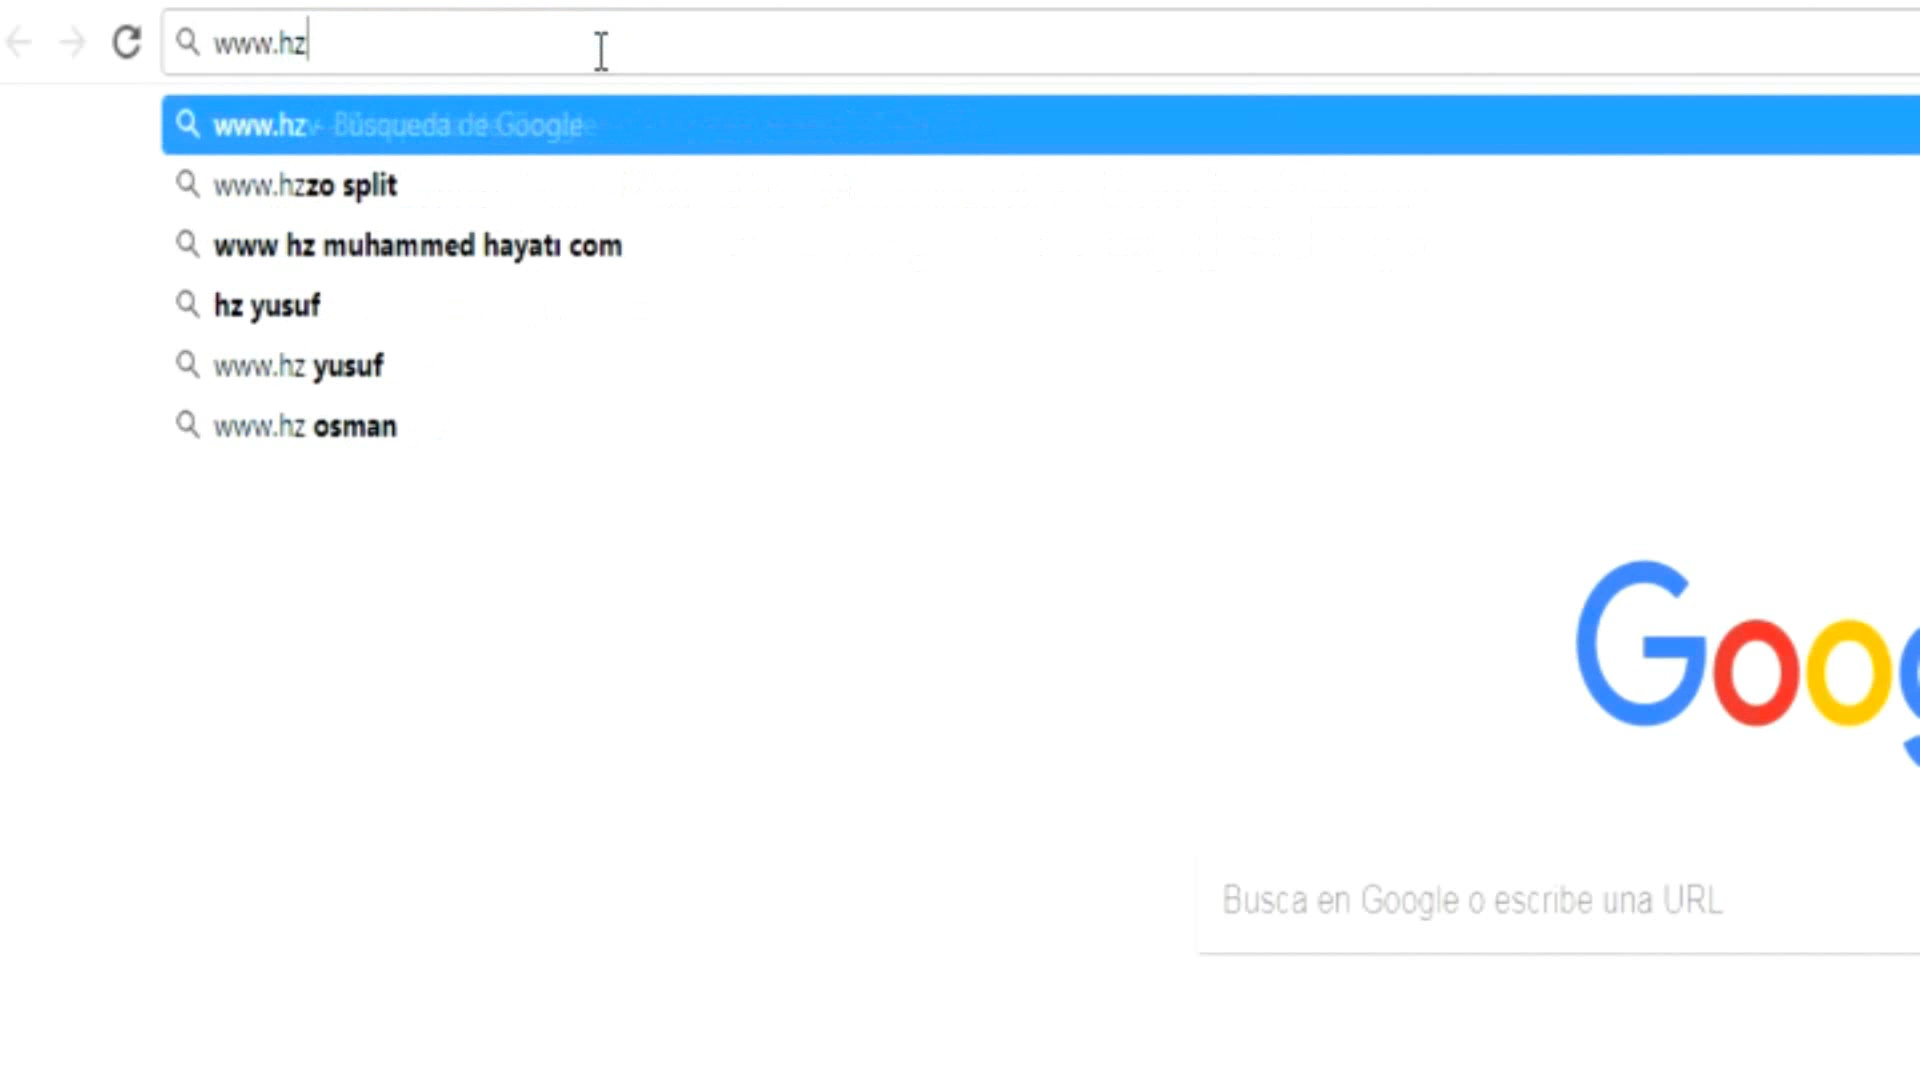 www.hz
www.hz - Búsqueda de Google
www.hzzo split
www hz muhammed hayatı com
hz yusuf
www.hz yusuf
www.hz osman
Goog
Busca en Google o escribe una URL